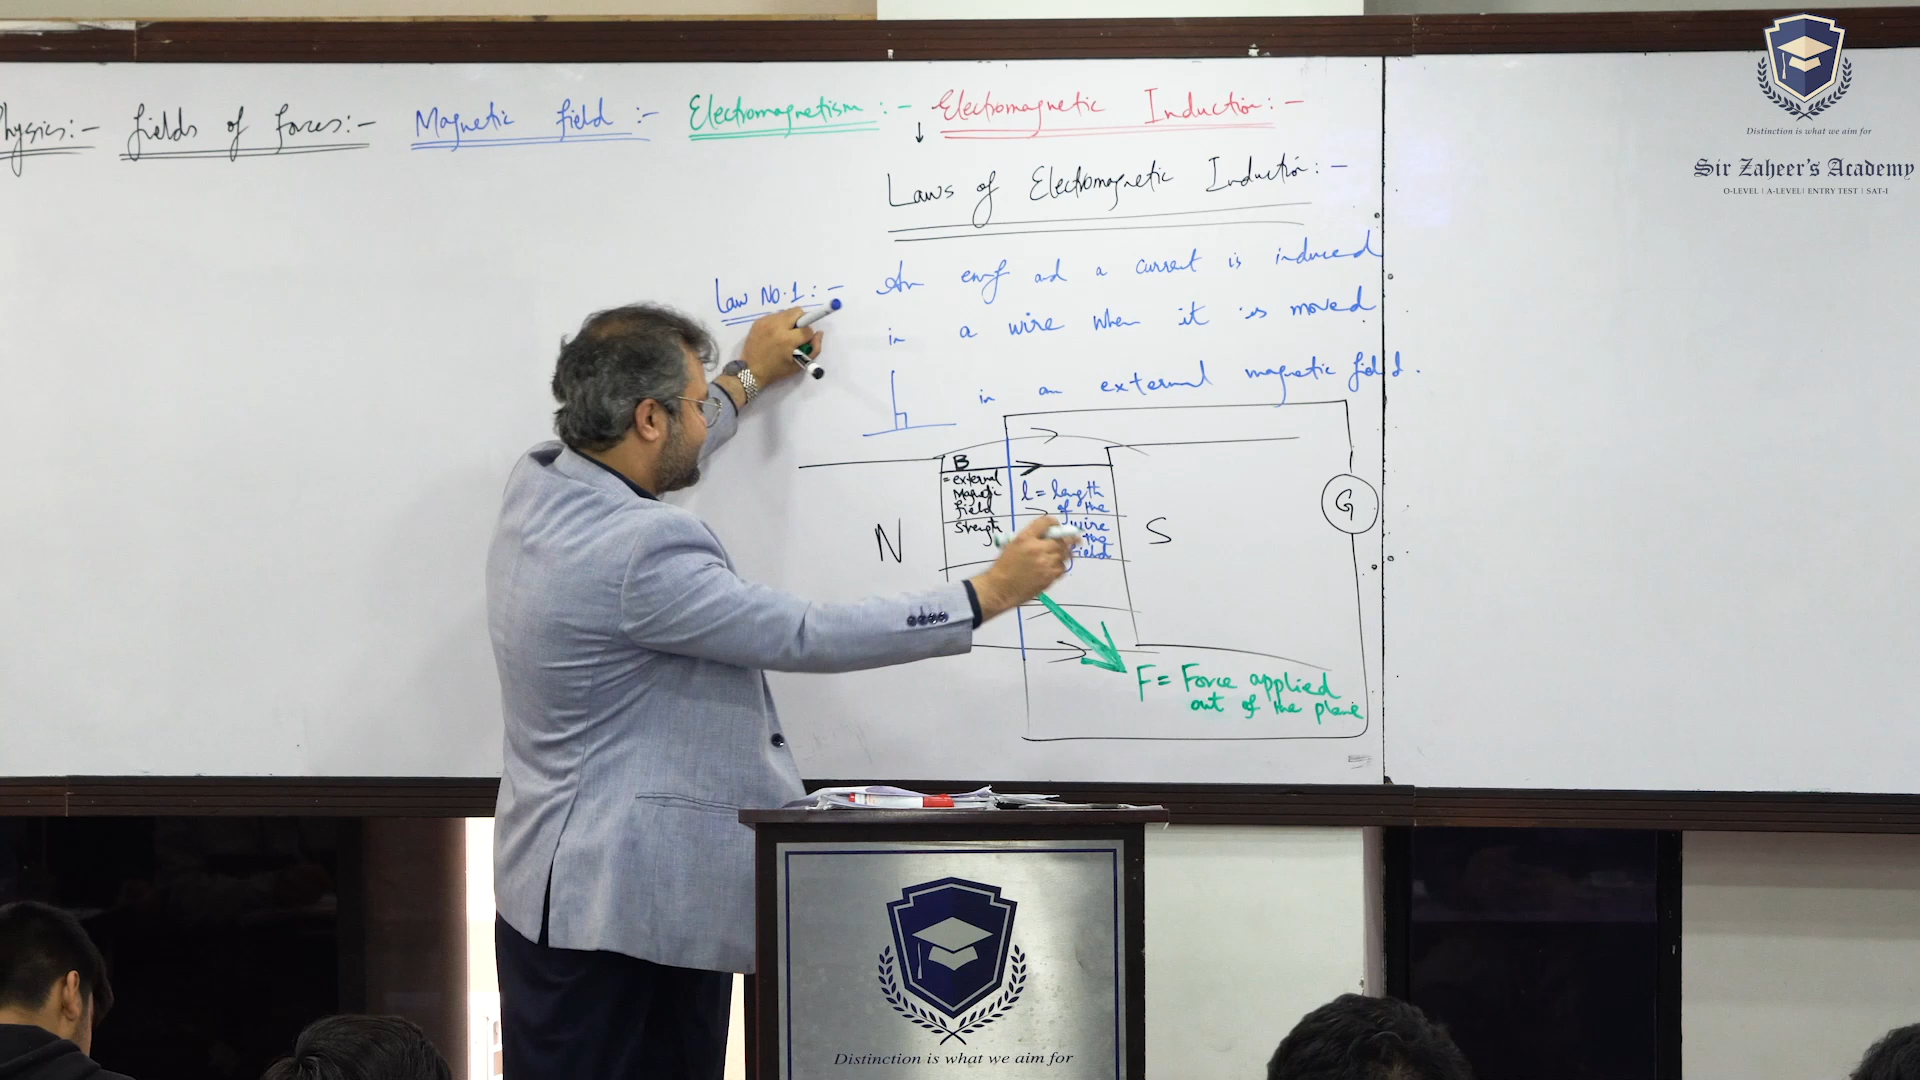 Physics:- Fields of forces:- Magnetic field:- Electromagnetism:- Electromagnetic Induction:-
Laws of Electromagnetic Induction:-
Law No.1:- An emf ad a current is induced
in a wire when it is moved
in an external magnetic field.
B
= external
Magnetic
field
strength
l = length
of the
wire
the
field
N
S
G
F = Force applied
out of the plane
Distinction is what we aim for
Sir Zaheer's Academy
O-LEVEL | A-LEVEL | ENTRY TEST | SAT-I
Distinction is what we aim for